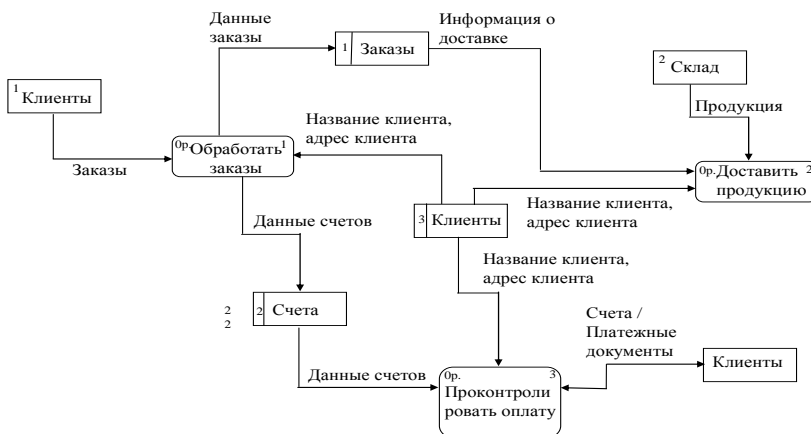 Данные
заказы
Информация о
доставке
1 Заказы
2 Склад
1 Клиенты
Продукция
Название клиента,
адрес клиента
0р. Обработать 1
заказы
Заказы
0р. Доставить 2
продукцию
Название клиента,
адрес клиента
3 Клиенты
Данные счетов
Название клиента,
адрес клиента
2
2
2 Счета
Счета /
Платежные
документы
Клиенты
Данные счетов
0р. 3
Проконтроли
ровать оплату